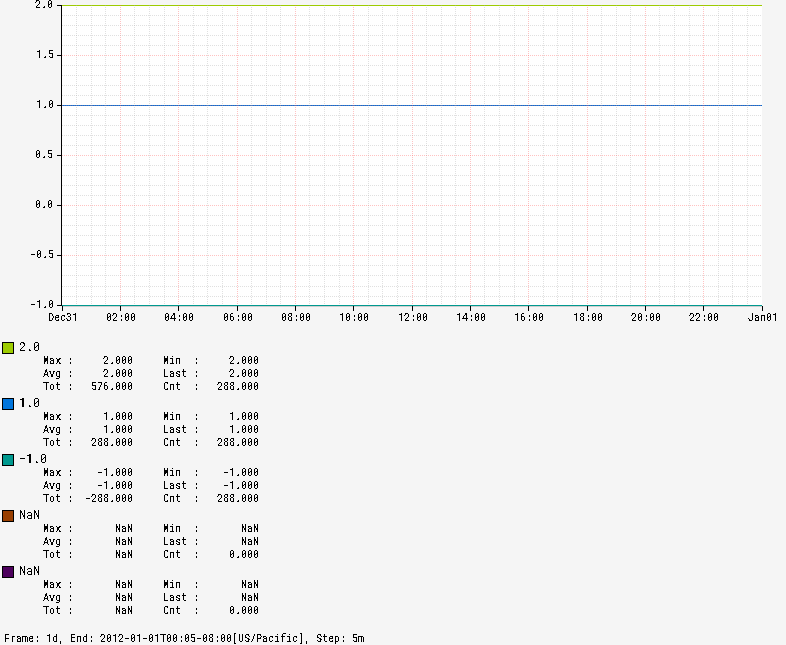 2.0
1.5
1.0
0.5
0.0
-0.5
-1.0
Dec31 02:00 04:00 06:00 08:00 10:00 12:00 14:00 16:00 18:00 20:00 22:00 Jan01
2.0
Max : 2.000 Min : 2.000
Avg : 2.000 Last : 2.000
Tot : 576.000 Cnt : 288.000
1.0
Max : 1.000 Min : 1.000
Avg : 1.000 Last : 1.000
Tot : 288.000 Cnt : 288.000
-1.0
Max : -1.000 Min : -1.000
Avg : -1.000 Last : -1.000
Tot : -288.000 Cnt : 288.000
NaN
Max : NaN Min : NaN
Avg : NaN Last : NaN
Tot : NaN Cnt : 0.000
NaN
Max : NaN Min : NaN
Avg : NaN Last : NaN
Tot : NaN Cnt : 0.000
Frame: 1d, End: 2012-01-01T00:05-08:00[US/Pacific], Step: 5m